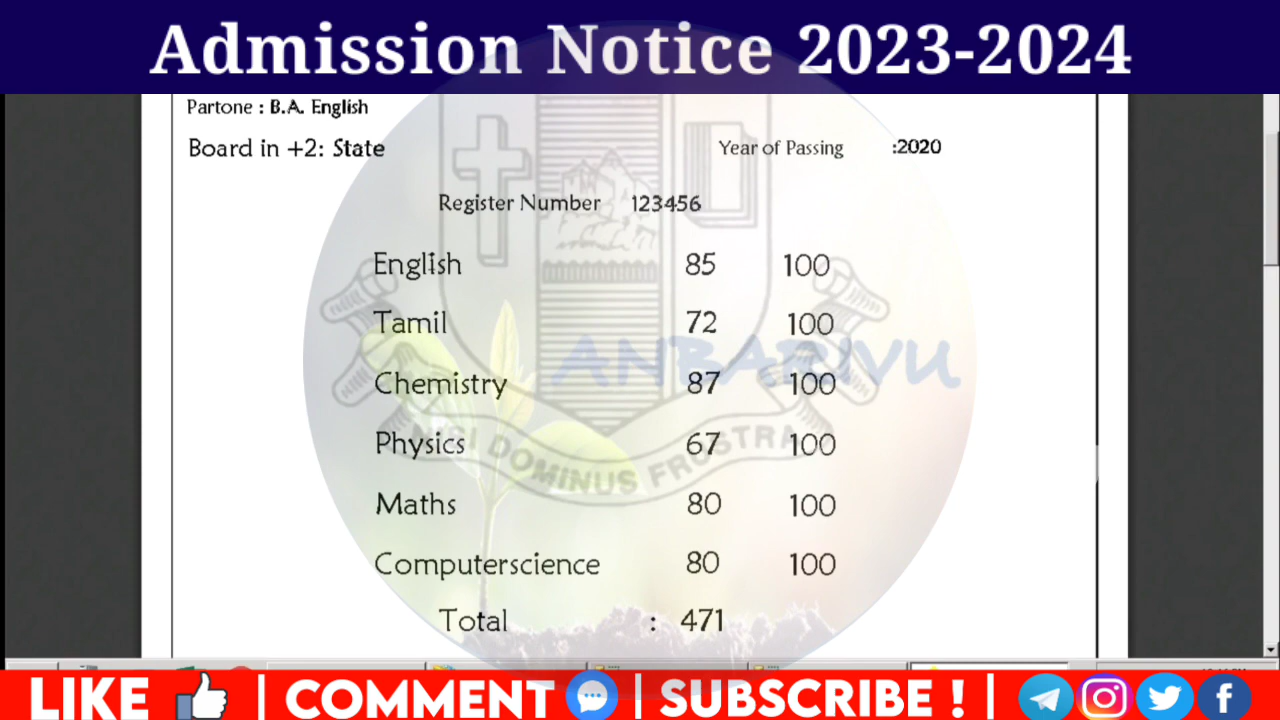 Admission Notice 2023-2024
Partone : B.A. English
Board in +2: State Year of Passing :2020
Register Number 123456
English 85 100
Tamil 72 100
ANBARIVU
Chemistry 87 100
Physics 67 100
NISI DOMINUS FRUSTRA
Maths 80 100
Computerscience 80 100
Total : 471
LIKE | COMMENT | SUBSCRIBE ! |